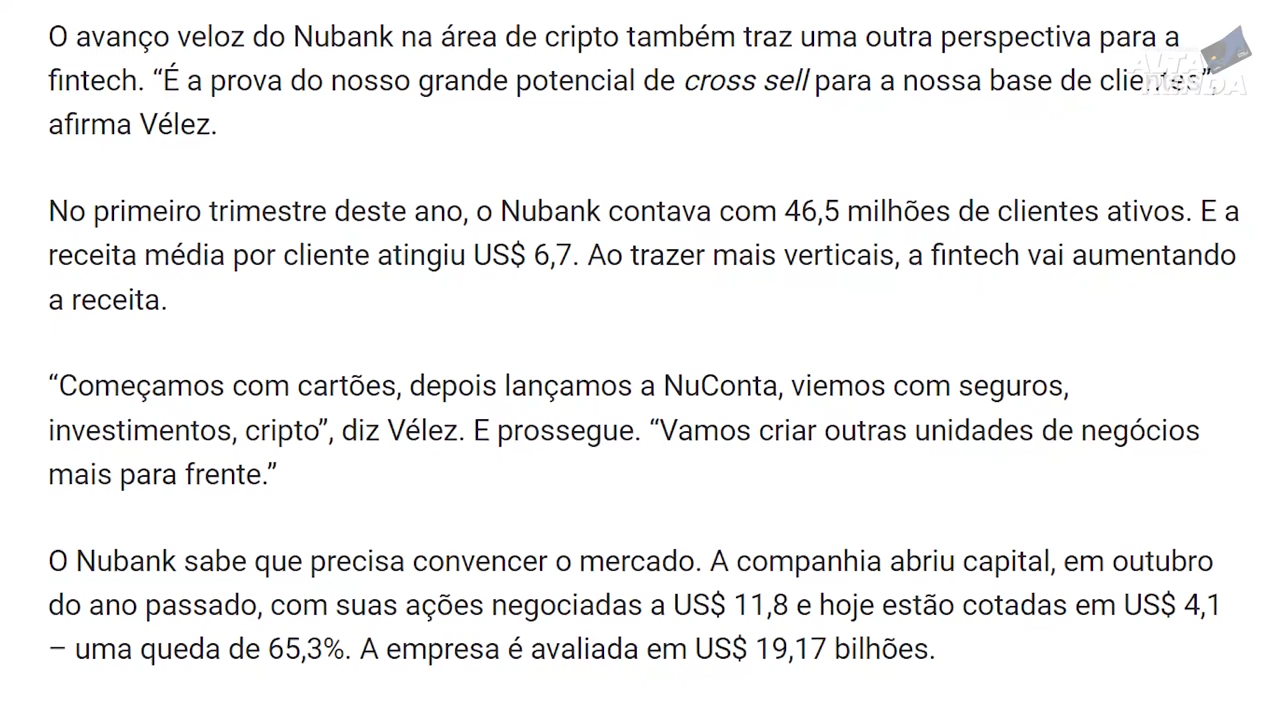 O avanço veloz do Nubank na área de cripto também traz uma outra perspectiva para a
fintech. “É a prova do nosso grande potencial de cross sell para a nossa base de clientes”,
afirma Vélez.
No primeiro trimestre deste ano, o Nubank contava com 46,5 milhões de clientes ativos. E a
receita média por cliente atingiu US$ 6,7. Ao trazer mais verticais, a fintech vai aumentando
a receita.
“Começamos com cartões, depois lançamos a NuConta, viemos com seguros,
investimentos, cripto”, diz Vélez. E prossegue. “Vamos criar outras unidades de negócios
mais para frente.”
O Nubank sabe que precisa convencer o mercado. A companhia abriu capital, em outubro
do ano passado, com suas ações negociadas a US$ 11,8 e hoje estão cotadas em US$ 4,1
– uma queda de 65,3%. A empresa é avaliada em US$ 19,17 bilhões.
ALTA
RENDA